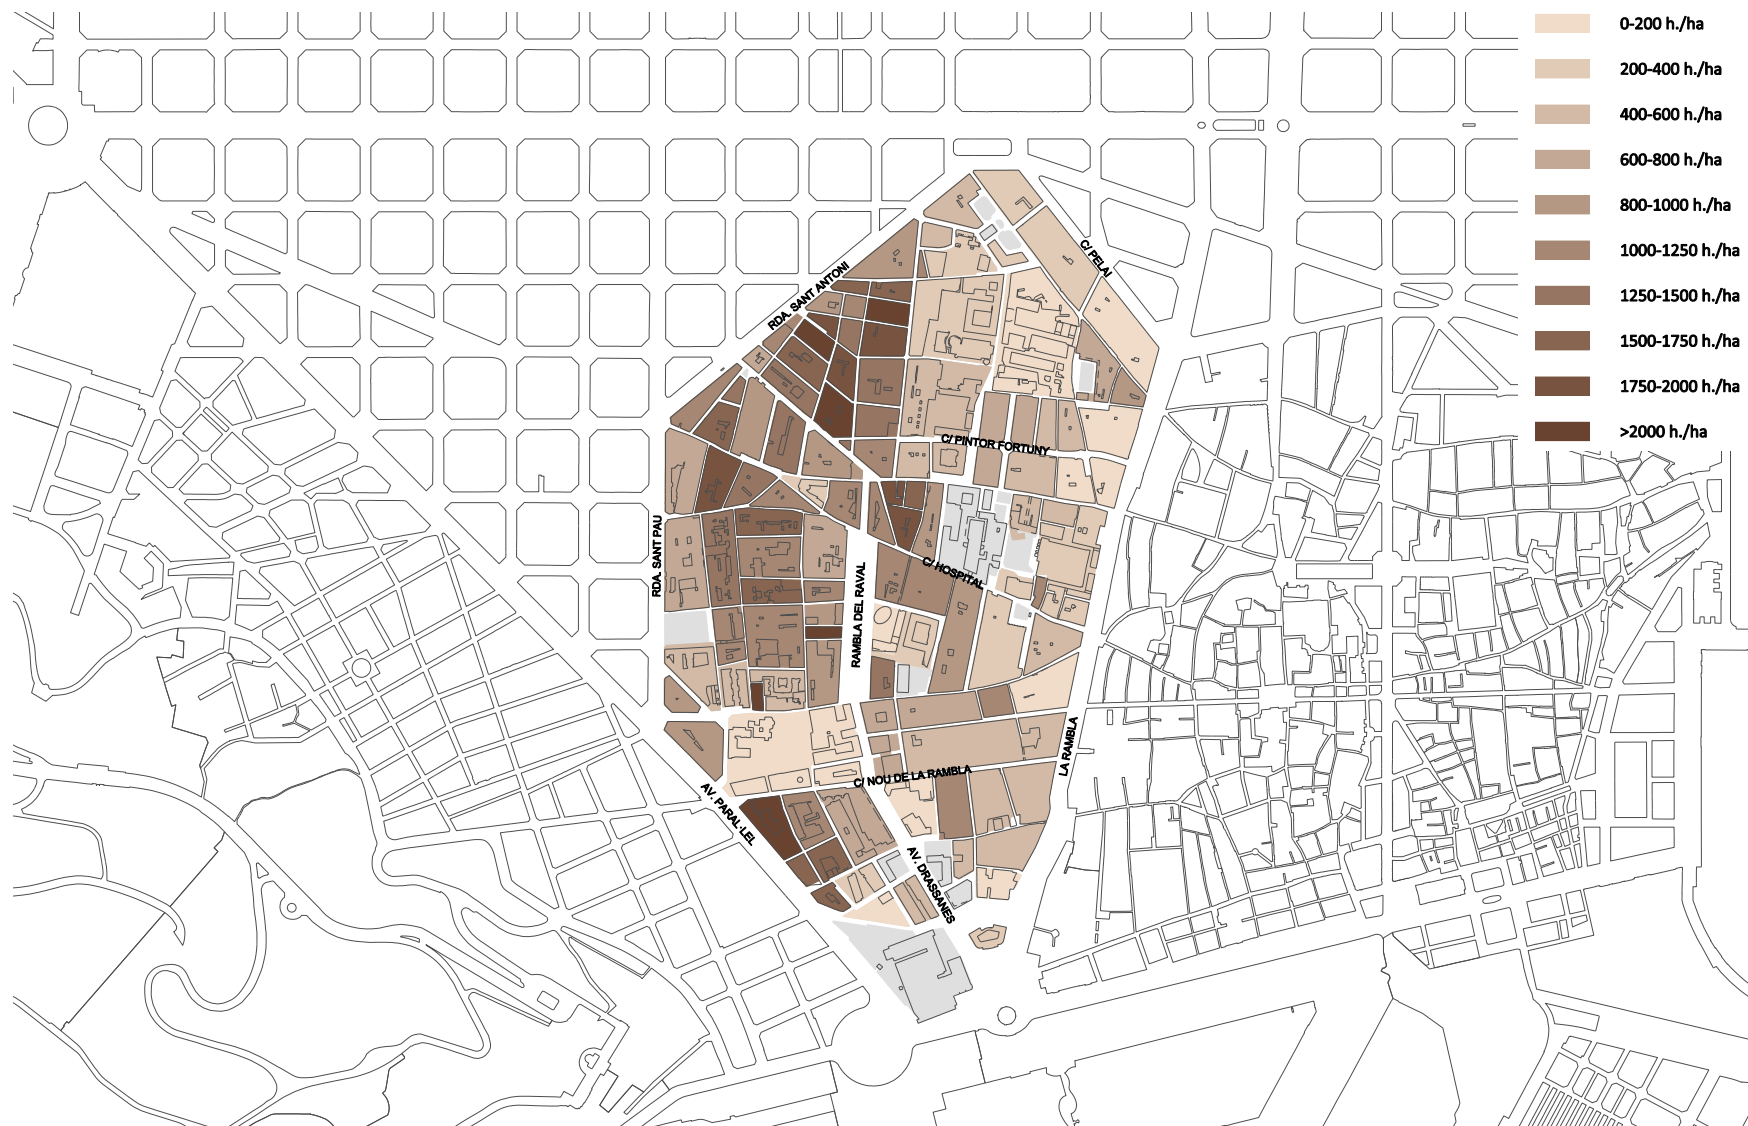 0-200 h./ha
200-400 h./ha
400-600 h./ha
600-800 h./ha
800-1000 h./ha
1000-1250 h./ha
1250-1500 h./ha
1500-1750 h./ha
1750-2000 h./ha
>2000 h./ha
C/ PELAI
RDA. SANT ANTONI
C/ PINTOR FORTUNY
RDA. SANT PAU
C/ HOSPITAL
RAMBLA DEL RAVAL
LA RAMBLA
C/ NOU DE LA RAMBLA
AV. PARAL·LEL
AV. DRASSANES